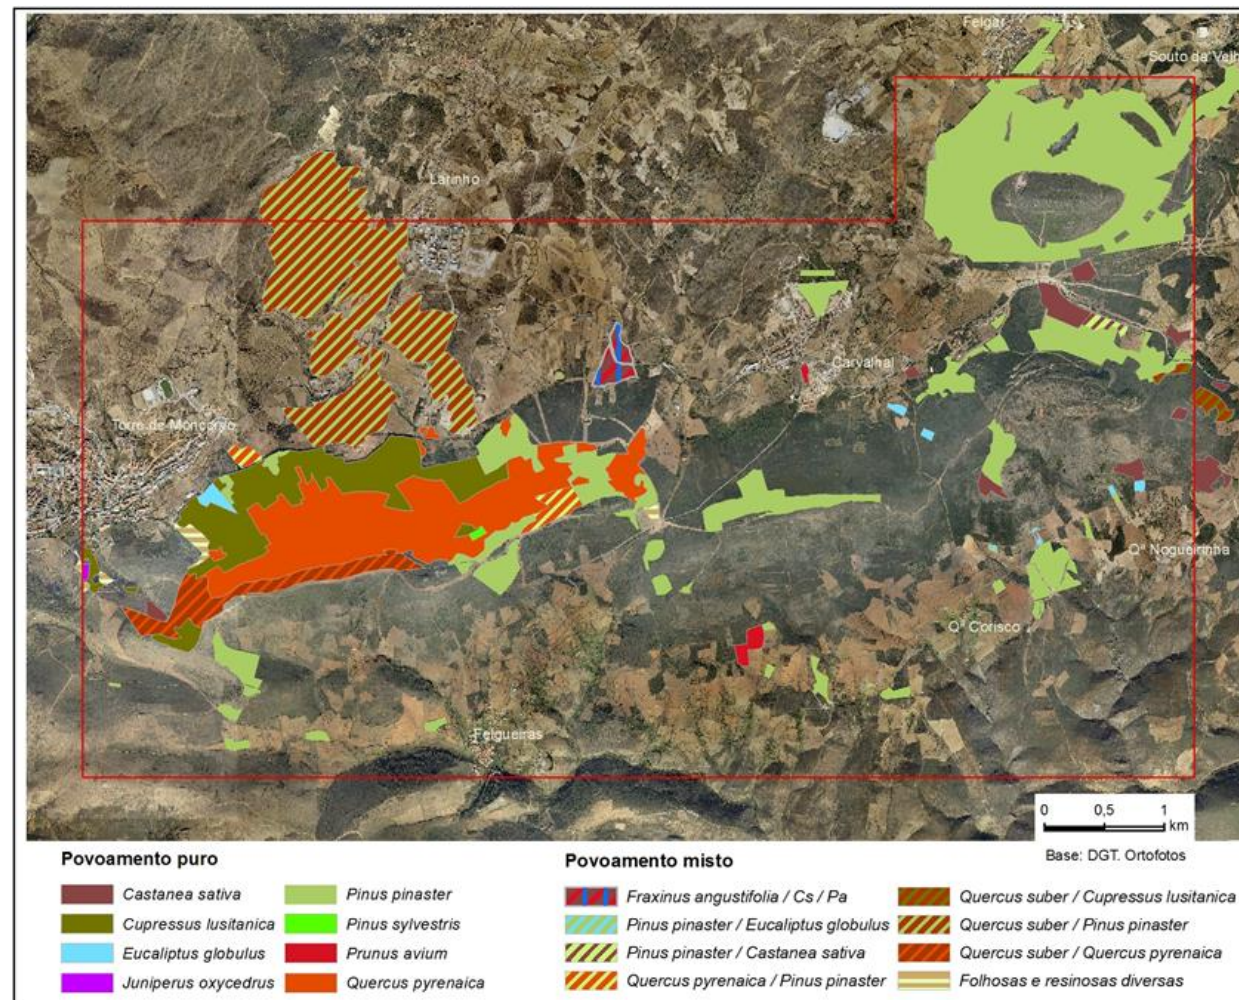 Felgar
Souto da Velh
Larinho
Carvalhal
Torre de Moncorvo
Qª Nogueirinha
Qª Corisco
Felgueiras
0 0,5 1
km
Base: DGT. Ortofotos
Povoamento puro
Castanea sativa
Cupressus lusitanica
Eucaliptus globulus
Juniperus oxycedrus
Pinus pinaster
Pinus sylvestris
Prunus avium
Quercus pyrenaica
Povoamento misto
Fraxinus angustifolia / Cs / Pa
Pinus pinaster / Eucaliptus globulus
Pinus pinaster / Castanea sativa
Quercus pyrenaica / Pinus pinaster
Quercus suber / Cupressus lusitanica
Quercus suber / Pinus pinaster
Quercus suber / Quercus pyrenaica
Folhosas e resinosas diversas